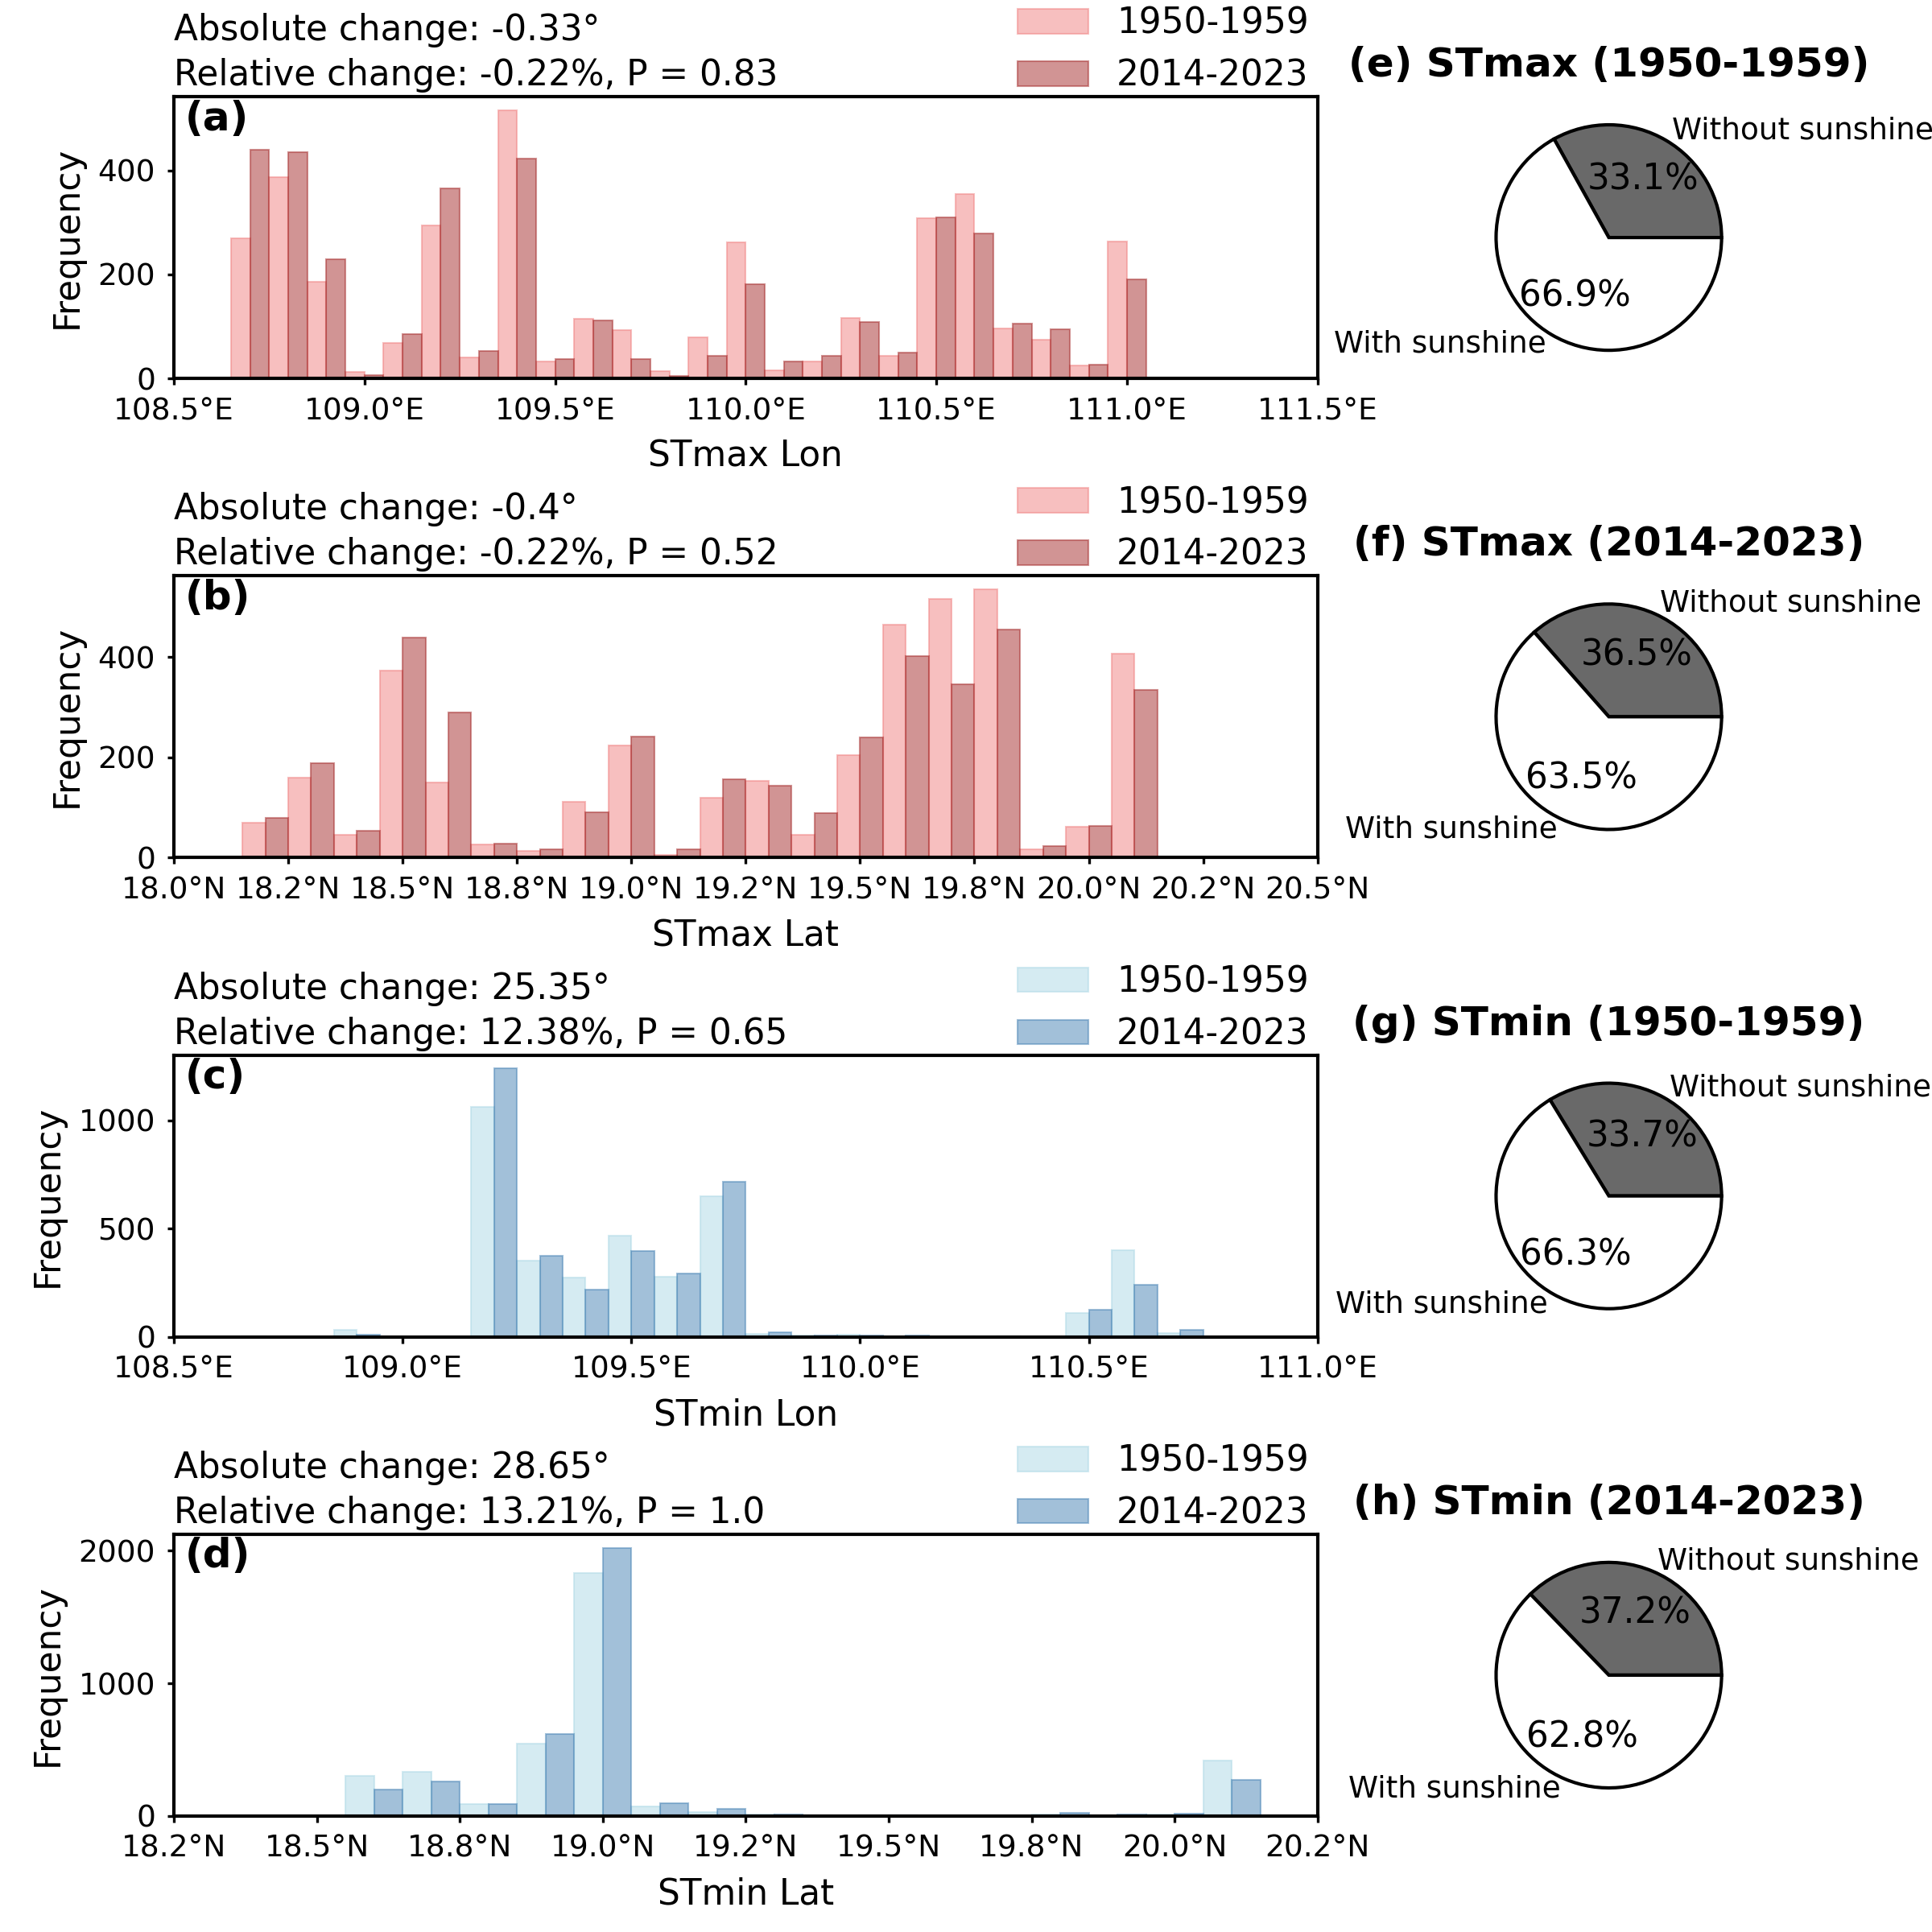 Absolute change: -0.33°
Relative change: -0.22%, P = 0.83
1950-1959
2014-2023
(a)
Frequency
400
200
0
108.5°E 109.0°E 109.5°E 110.0°E 110.5°E 111.0°E 111.5°E
STmax Lon
(e) STmax (1950-1959)
Without sunshine
33.1%
66.9%
With sunshine
Absolute change: -0.4°
Relative change: -0.22%, P = 0.52
1950-1959
2014-2023
(b)
Frequency
400
200
0
18.0°N 18.2°N 18.5°N 18.8°N 19.0°N 19.2°N 19.5°N 19.8°N 20.0°N 20.2°N 20.5°N
STmax Lat
(f) STmax (2014-2023)
Without sunshine
36.5%
63.5%
With sunshine
Absolute change: 25.35°
Relative change: 12.38%, P = 0.65
1950-1959
2014-2023
(c)
Frequency
1000
500
0
108.5°E 109.0°E 109.5°E 110.0°E 110.5°E 111.0°E
STmin Lon
(g) STmin (1950-1959)
Without sunshine
33.7%
66.3%
With sunshine
Absolute change: 28.65°
Relative change: 13.21%, P = 1.0
1950-1959
2014-2023
(d)
Frequency
2000
1000
0
18.2°N 18.5°N 18.8°N 19.0°N 19.2°N 19.5°N 19.8°N 20.0°N 20.2°N
STmin Lat
(h) STmin (2014-2023)
Without sunshine
37.2%
62.8%
With sunshine